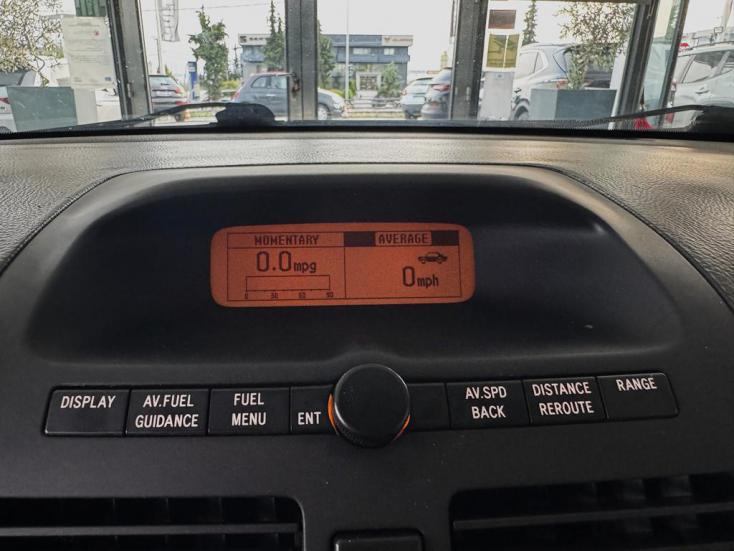 MOMENTARY
AVERAGE
0.0mpg
0mph
0 30 60 90
DISPLAY
AV.FUEL
GUIDANCE
FUEL
MENU
ENT
AV.SPD
BACK
DISTANCE
REROUTE
RANGE